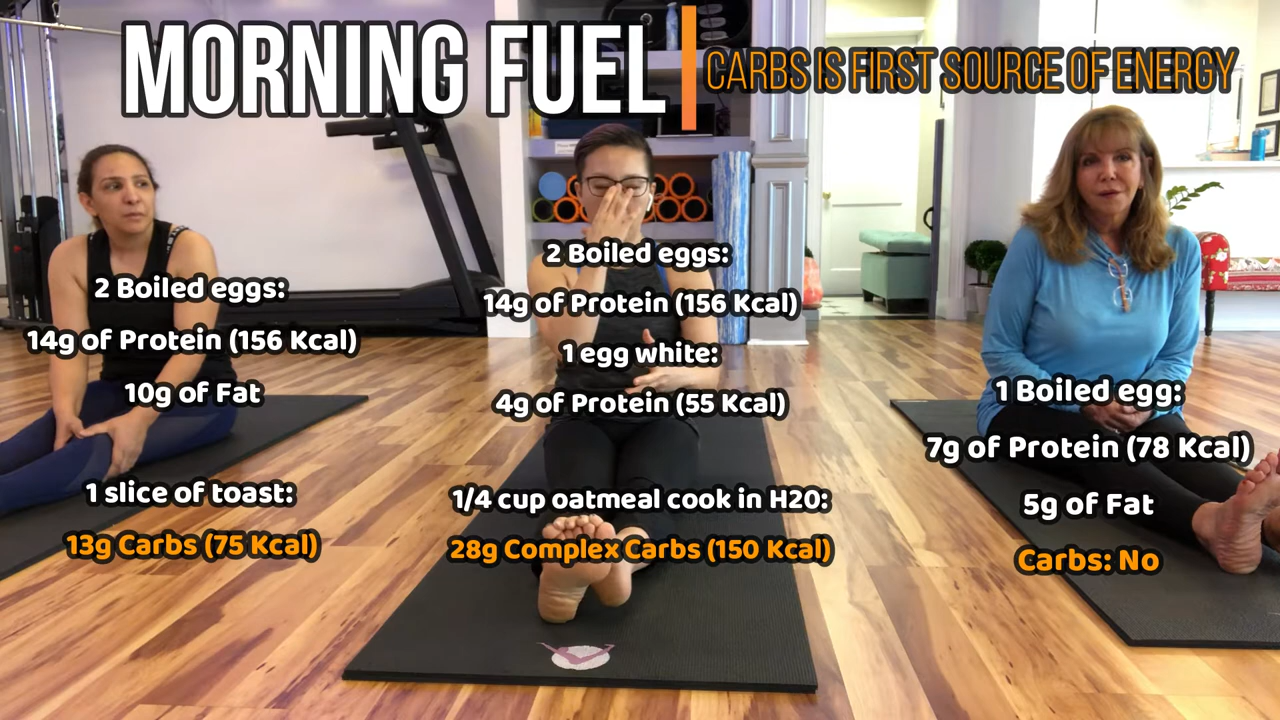 MORNING FUEL
CARBS IS FIRST SOURCE OF ENERGY
2 Boiled eggs:
14g of Protein (156 Kcal)
10g of Fat
1 slice of toast:
13g Carbs (75 Kcal)
2 Boiled eggs:
14g of Protein (156 Kcal)
1 egg white:
4g of Protein (55 Kcal)
1/4 cup oatmeal cook in H20:
28g Complex Carbs (150 Kcal)
1 Boiled egg:
7g of Protein (78 Kcal)
5g of Fat
Carbs: No